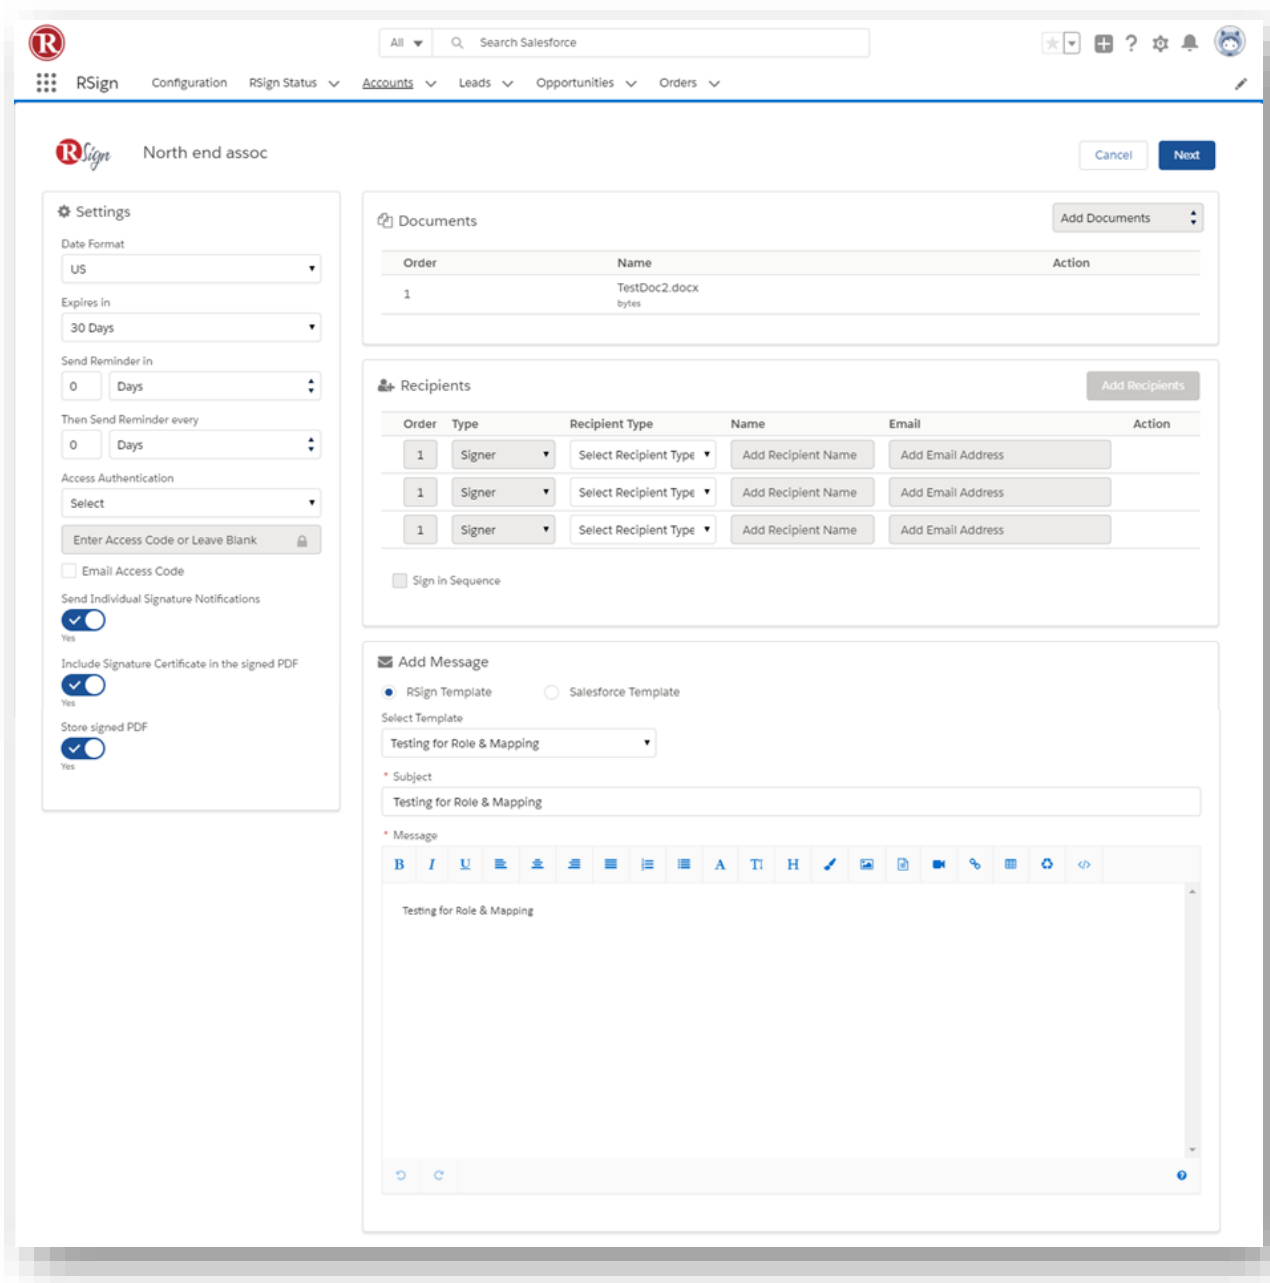 R
All
Search Salesforce
RSign
Configuration
RSign Status
Accounts
Leads
Opportunities
Orders
RSign
North end assoc
Cancel
Next
Settings
Date Format
US
Expires in
30 Days
Send Reminder in
0
Days
Then Send Reminder every
0
Days
Access Authentication
Select
Enter Access Code or Leave Blank
Email Access Code
Send Individual Signature Notifications
Yes
Include Signature Certificate in the signed PDF
Yes
Store signed PDF
Yes
Documents
Add Documents
Order Name Action
1 TestDoc2.docx
bytes
Recipients
Add Recipients
Order Type Recipient Type Name Email Action
1 Signer Select Recipient Type Add Recipient Name Add Email Address
1 Signer Select Recipient Type Add Recipient Name Add Email Address
1 Signer Select Recipient Type Add Recipient Name Add Email Address
Sign in Sequence
Add Message
RSign Template Salesforce Template
Select Template
Testing for Role & Mapping
* Subject
Testing for Role & Mapping
* Message
B I U A T H </>
Testing for Role & Mapping